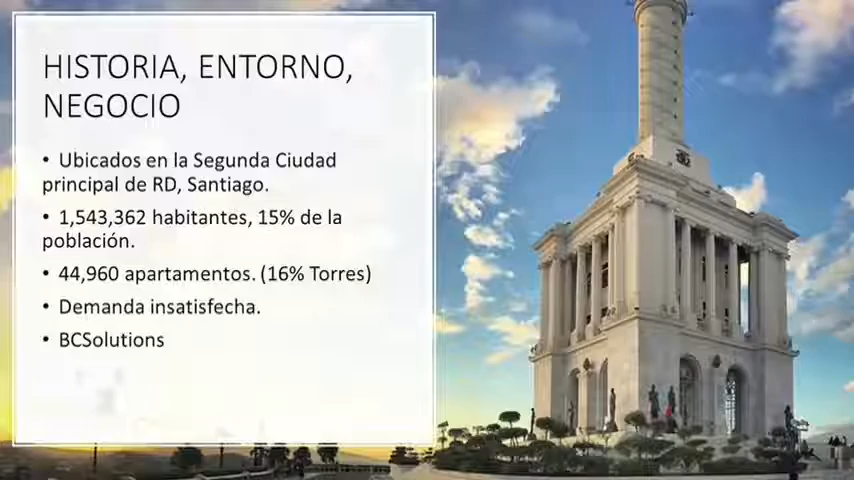 HISTORIA, ENTORNO,
NEGOCIO
• Ubicados en la Segunda Ciudad
principal de RD, Santiago.
• 1,543,362 habitantes, 15% de la
población.
• 44,960 apartamentos. (16% Torres)
• Demanda insatisfecha.
• BCSolutions